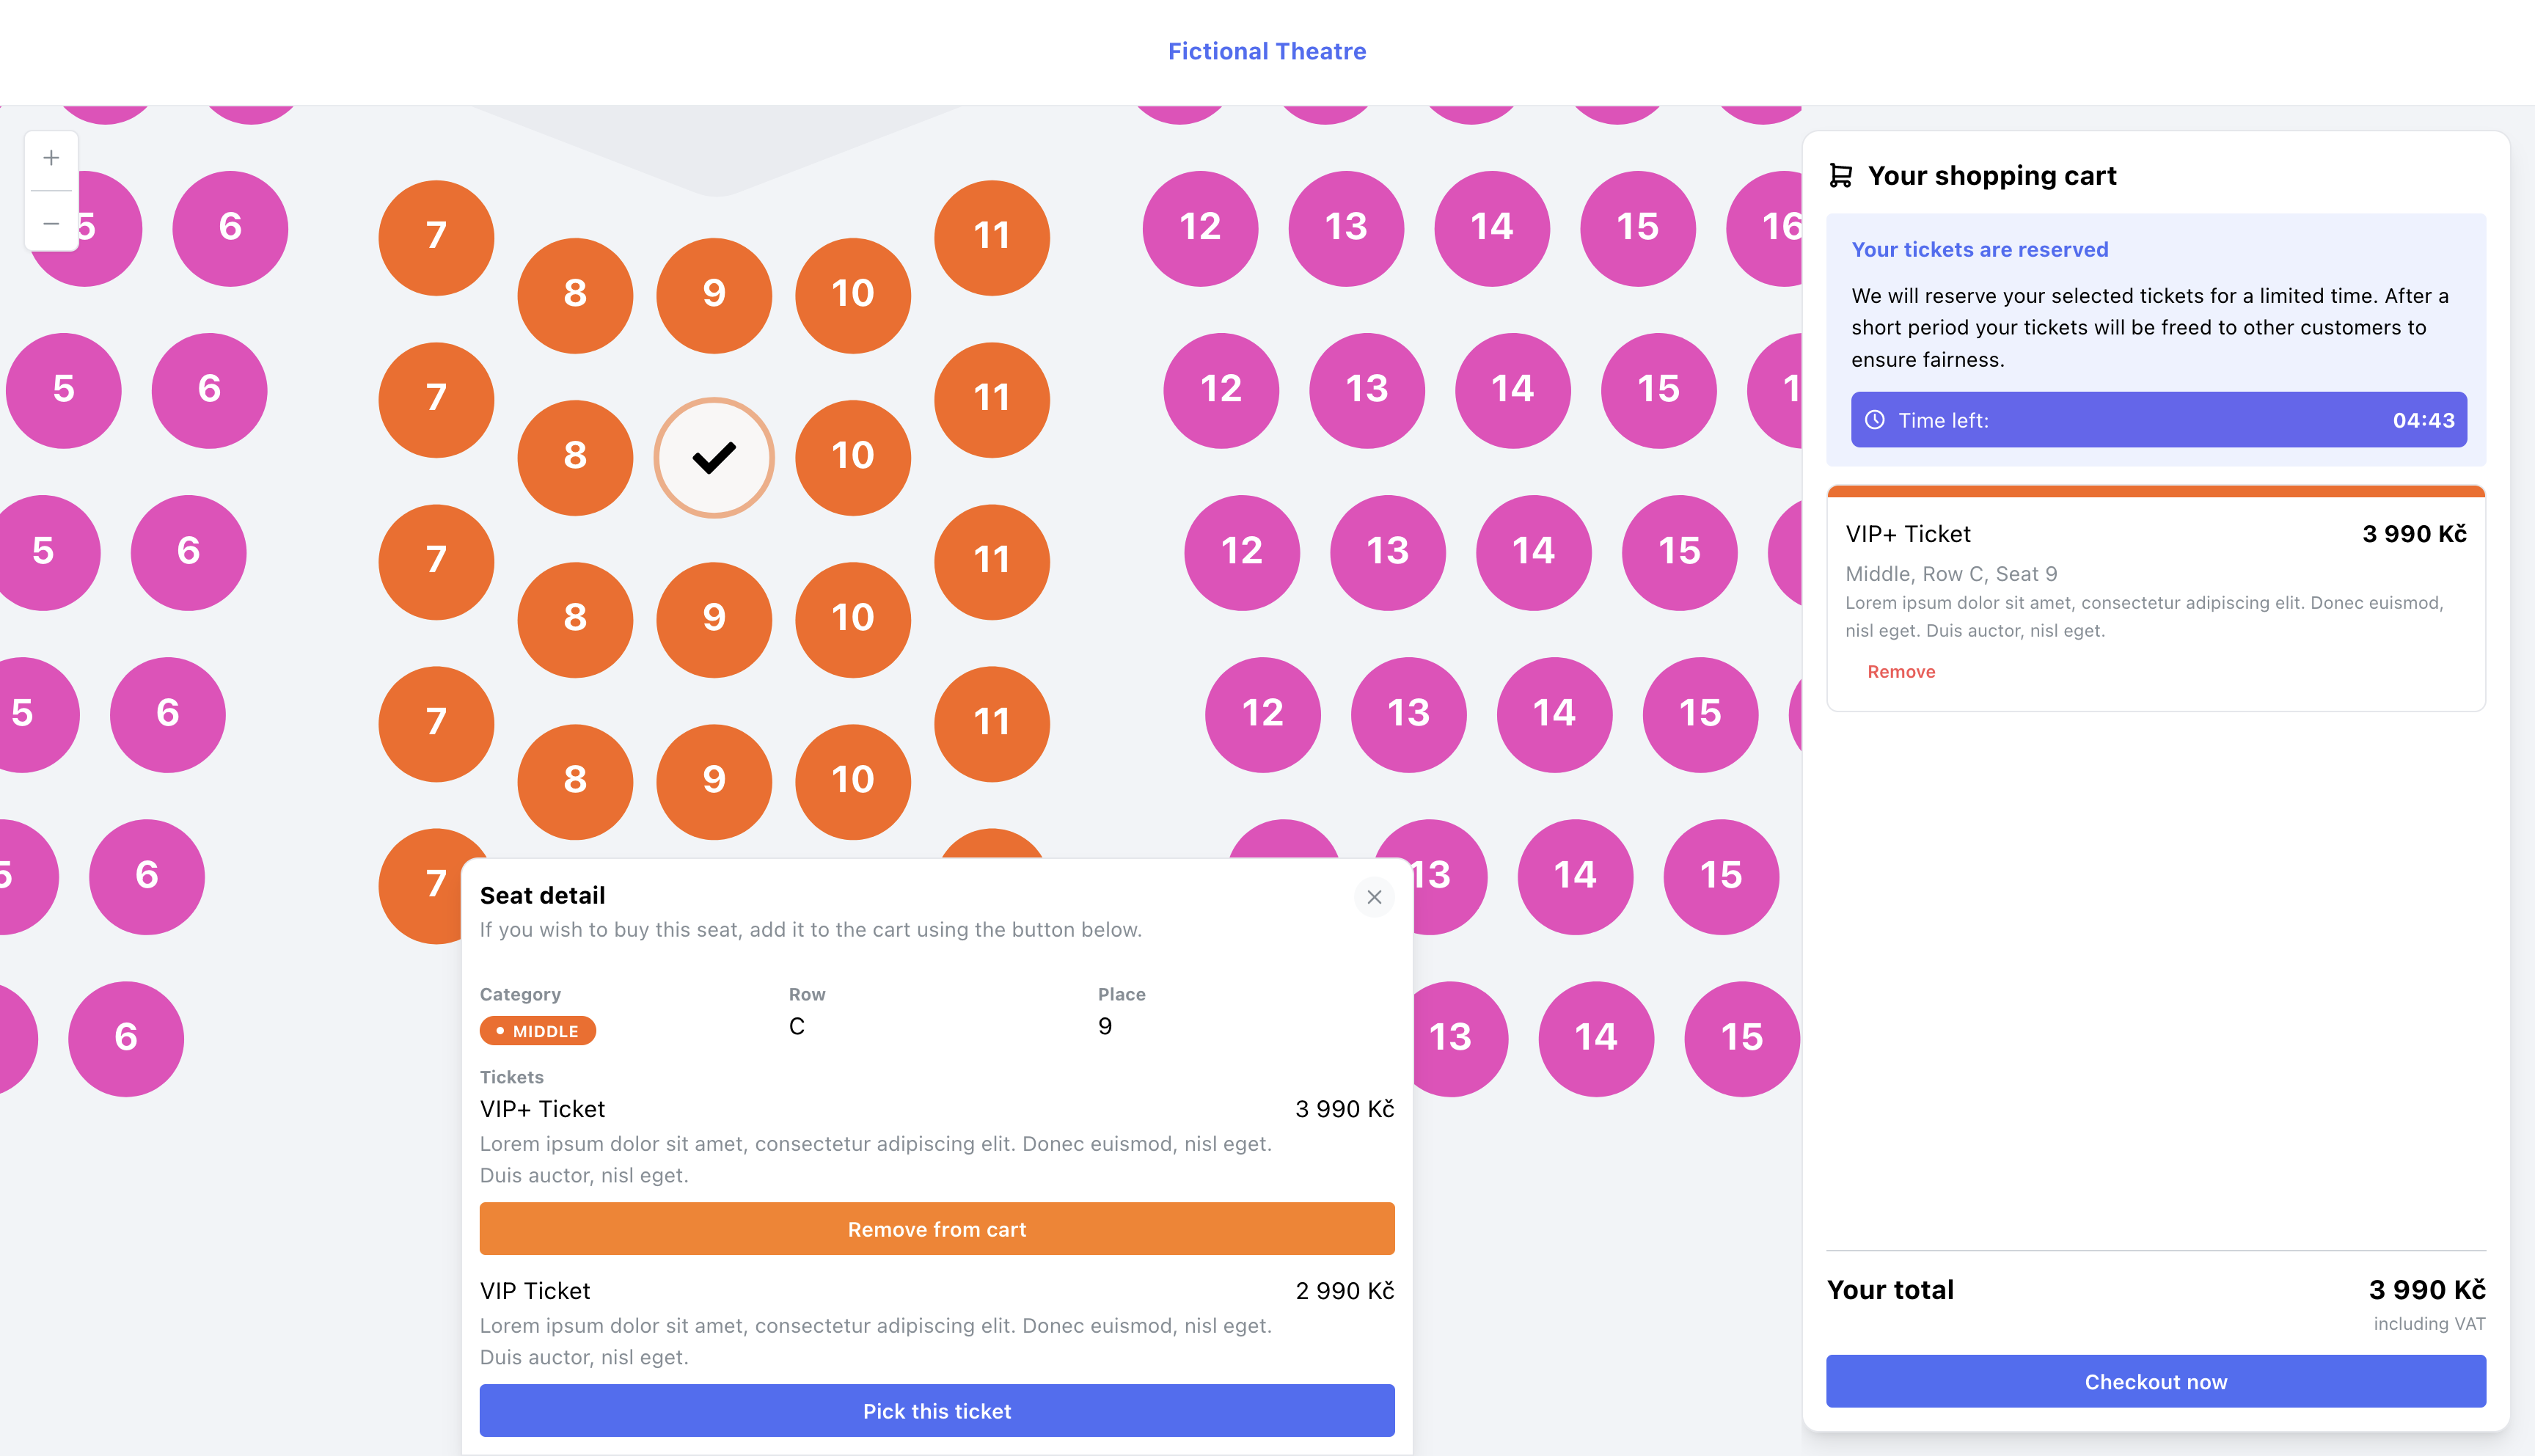 Fictional Theatre
+
−
5 6 7 8 9 10 11 12 13 14 15 16
5 6 7 8 10 11 12 13 14 15 1
5 6 7 8 9 10 11 12 13 14 15
5 6 7 8 9 10 11 12 13 14 15
5 6 7 13 14 15
6 13 14 15
Seat detail
If you wish to buy this seat, add it to the cart using the button below.
Category Row Place
MIDDLE C 9
Tickets
VIP+ Ticket 3 990 Kč
Lorem ipsum dolor sit amet, consectetur adipiscing elit. Donec euismod, nisl eget.
Duis auctor, nisl eget.
Remove from cart
VIP Ticket 2 990 Kč
Lorem ipsum dolor sit amet, consectetur adipiscing elit. Donec euismod, nisl eget.
Duis auctor, nisl eget.
Pick this ticket
Your shopping cart
Your tickets are reserved
We will reserve your selected tickets for a limited time. After a
short period your tickets will be freed to other customers to
ensure fairness.
Time left: 04:43
VIP+ Ticket 3 990 Kč
Middle, Row C, Seat 9
Lorem ipsum dolor sit amet, consectetur adipiscing elit. Donec euismod,
nisl eget. Duis auctor, nisl eget.
Remove
Your total 3 990 Kč
including VAT
Checkout now